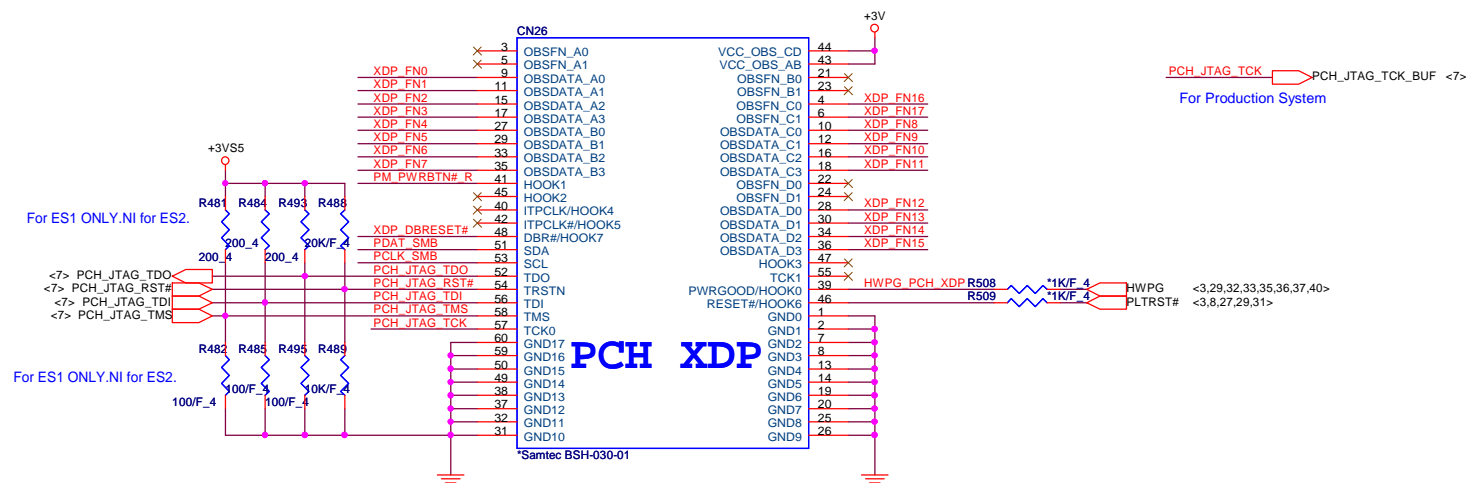 +3V
CN26
3 OBSFN_A0 VCC_OBS_CD 44
5 OBSFN_A1 VCC_OBS_AB 43
XDP_FN0 9 OBSDATA_A0 OBSFN_B0 21
XDP_FN1 11 OBSDATA_A1 OBSFN_B1 23
XDP_FN2 15 OBSDATA_A2 OBSFN_C0 4 XDP_FN16
XDP_FN3 17 OBSDATA_A3 OBSFN_C1 6 XDP_FN17
XDP_FN4 27 OBSDATA_B0 OBSDATA_C0 10 XDP_FN8
XDP_FN5 29 OBSDATA_B1 OBSDATA_C1 12 XDP_FN9
XDP_FN6 33 OBSDATA_B2 OBSDATA_C2 16 XDP_FN10
XDP_FN7 35 OBSDATA_B3 OBSDATA_C3 18 XDP_FN11
PM_PWRBTN#_R 41 HOOK1 OBSFN_D0 22
45 HOOK2 OBSFN_D1 24
40 ITPCLK/HOOK4 OBSDATA_D0 28 XDP_FN12
42 ITPCLK#/HOOK5 OBSDATA_D1 30 XDP_FN13
XDP_DBRESET# 48 DBR#/HOOK7 OBSDATA_D2 34 XDP_FN14
PDAT_SMB 51 SDA OBSDATA_D3 36 XDP_FN15
PCLK_SMB 53 SCL HOOK3 47
PCH_JTAG_TDO 52 TDO TCK1 55
PCH_JTAG_RST# 54 TRSTN PWRGOOD/HOOK0 39 HWPG_PCH_XDP R508 *1K/F_4 HWPG <3,29,32,33,35,36,37,40>
PCH_JTAG_TDI 56 TDI RESET#/HOOK6 46 R509 *1K/F_4 PLTRST# <3,8,27,29,31>
PCH_JTAG_TMS 58 TMS GND0 1
PCH_JTAG_TCK 57 TCK0 GND1 2
60 GND17 GND2 7
59 GND16 GND3 8
50 GND15 GND4 13
49 GND14 GND5 14
38 GND13 GND6 19
37 GND12 GND7 20
32 GND11 GND8 25
31 GND10 GND9 26
PCH XDP
*Samtec BSH-030-01
PCH_JTAG_TCK PCH_JTAG_TCK_BUF <7>
For Production System
+3VS5
R481 R484 R493 R488
For ES1 ONLY.NI for ES2.
200_4 20K/F_4
200_4 200_4
<7> PCH_JTAG_TDO
<7> PCH_JTAG_RST#
<7> PCH_JTAG_TDI
<7> PCH_JTAG_TMS
R482 R485 R495 R489
For ES1 ONLY.NI for ES2.
100/F_4 10K/F_4
100/F_4 100/F_4